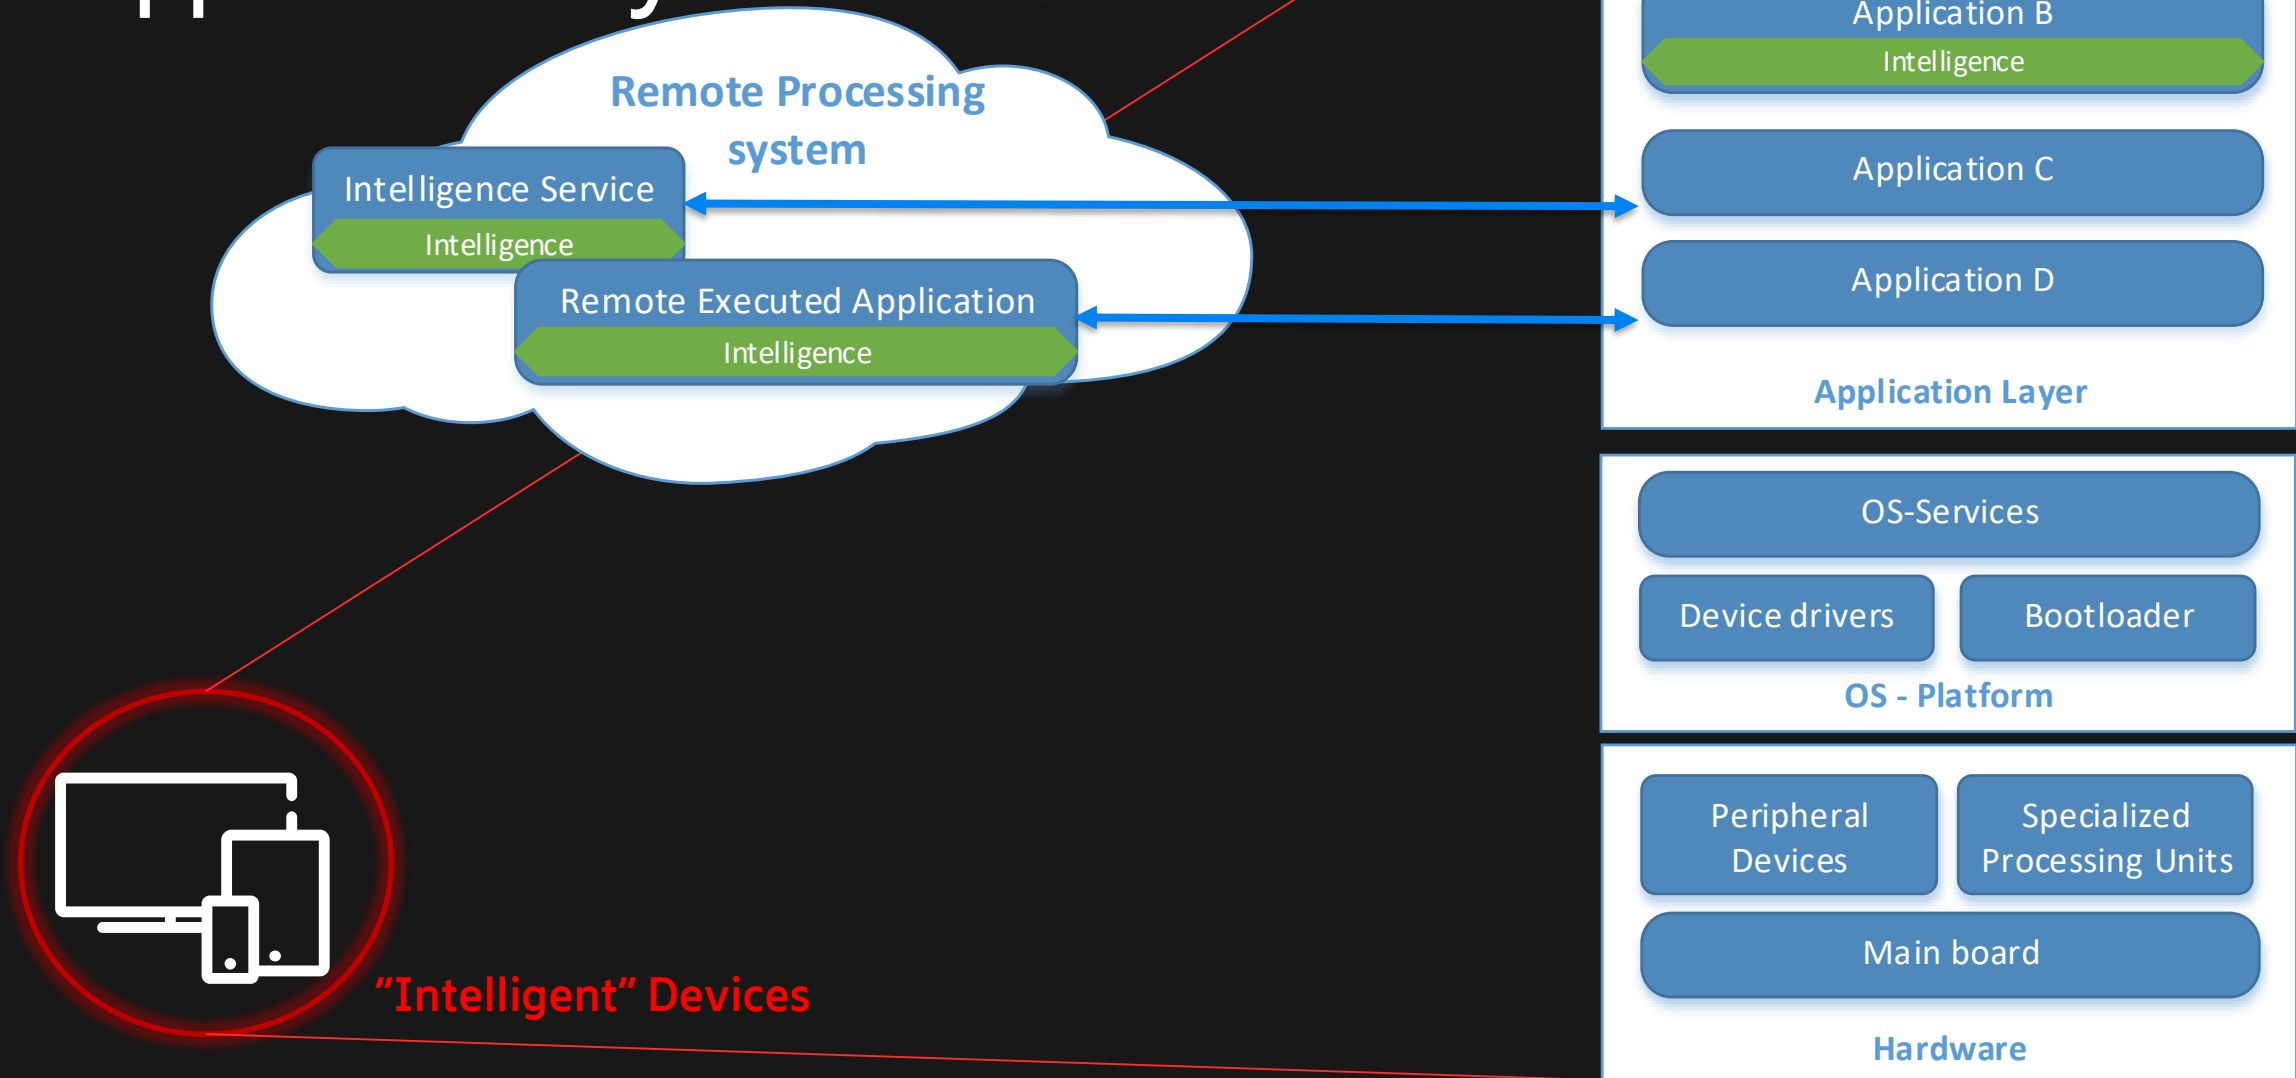 Application B
Intelligence
Remote Processing
system
Intelligence Service
Intelligence
Application C
Remote Executed Application
Intelligence
Application D
Application Layer
OS-Services
Device drivers
Bootloader
OS - Platform
Peripheral
Devices
Specialized
Processing Units
Main board
"Intelligent" Devices
Hardware